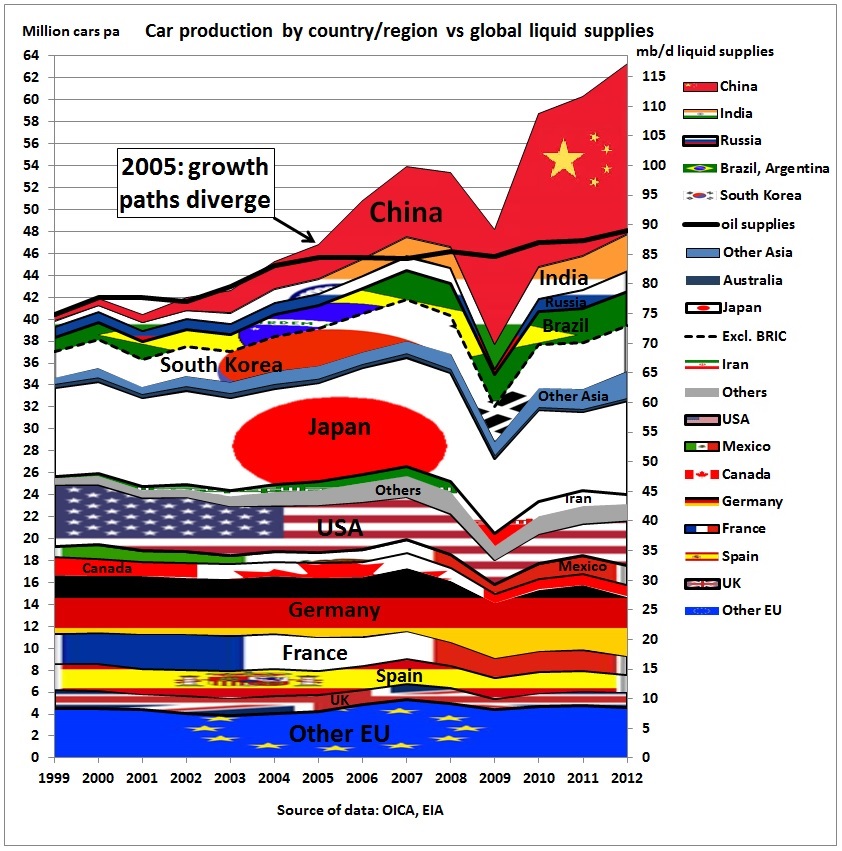 Million cars pa
Car production by country/region vs global liquid supplies
mb/d liquid supplies
64
62
60
58
56
54
52
50
48
46
44
42
40
38
36
34
32
30
28
26
24
22
20
18
16
14
12
10
8
6
4
2
0
115
110
105
100
95
90
85
80
75
70
65
60
55
50
45
40
35
30
25
20
15
10
5
0
2005: growth
paths diverge
China
India
Russia
Brazil
South Korea
Other Asia
Japan
Others
Iran
USA
Canada
Mexico
Germany
France
Spain
UK
Other EU
1999 2000 2001 2002 2003 2004 2005 2006 2007 2008 2009 2010 2011 2012
Source of data: OICA, EIA
China
India
Russia
Brazil, Argentina
South Korea
oil supplies
Other Asia
Australia
Japan
Excl. BRIC
Iran
Others
USA
Mexico
Canada
Germany
France
Spain
UK
Other EU